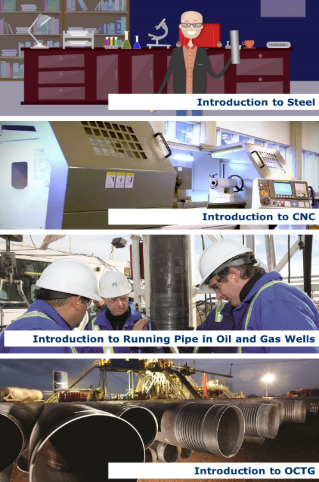 Introduction to Steel
Introduction to CNC
Introduction to Running Pipe in Oil and Gas Wells
Introduction to OCTG